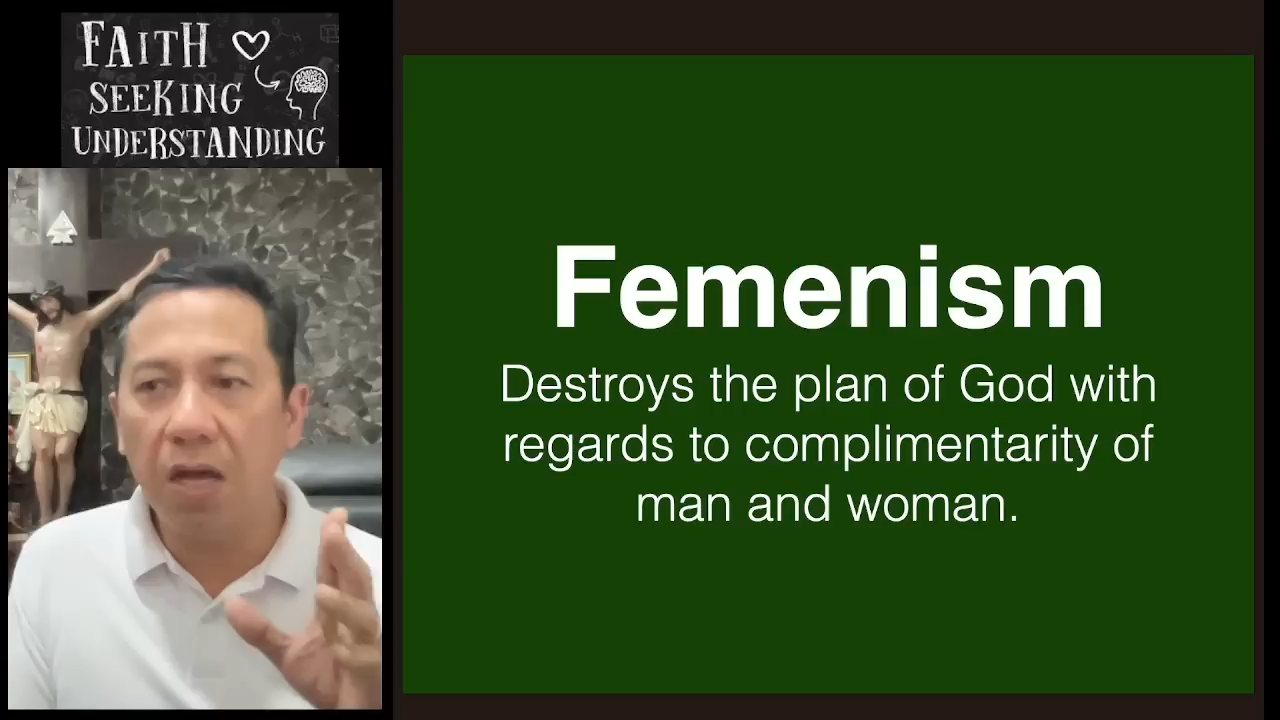 FAITH
SEEKING
UNDERSTANDING
Femenism
Destroys the plan of God with
regards to complimentarity of
man and woman.